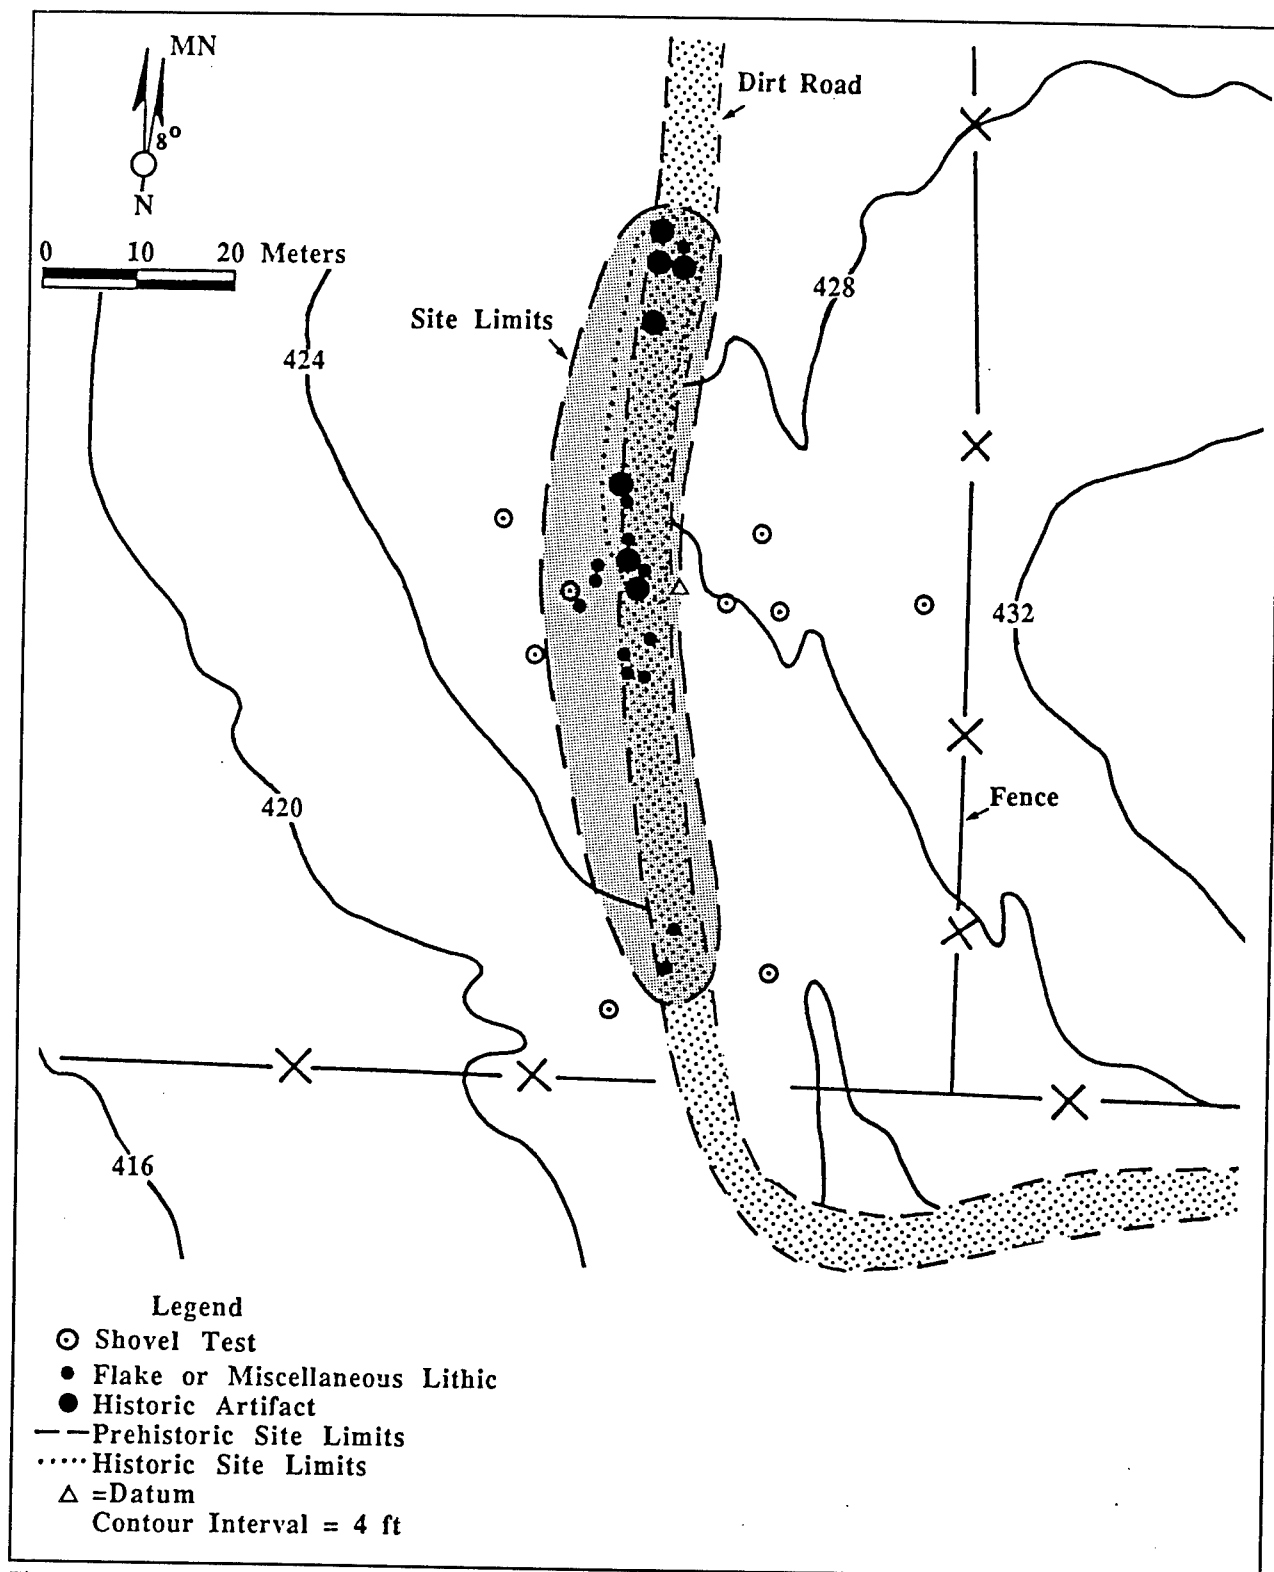 MN
8°
N
Dirt Road
0 10 20 Meters
Site Limits
428
424
432
Fence
420
416
Legend
Shovel Test
Flake or Miscellaneous Lithic
Historic Artifact
Prehistoric Site Limits
Historic Site Limits
=Datum
Contour Interval = 4 ft